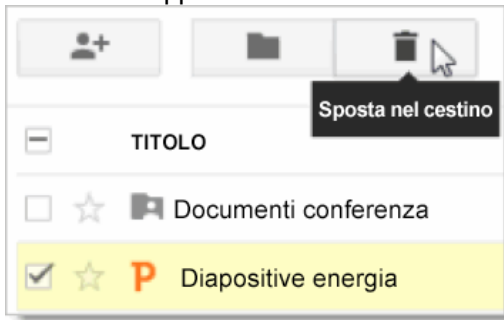 Sposta nel cestino
TITOLO
Documenti conferenza
P Diapositive energia